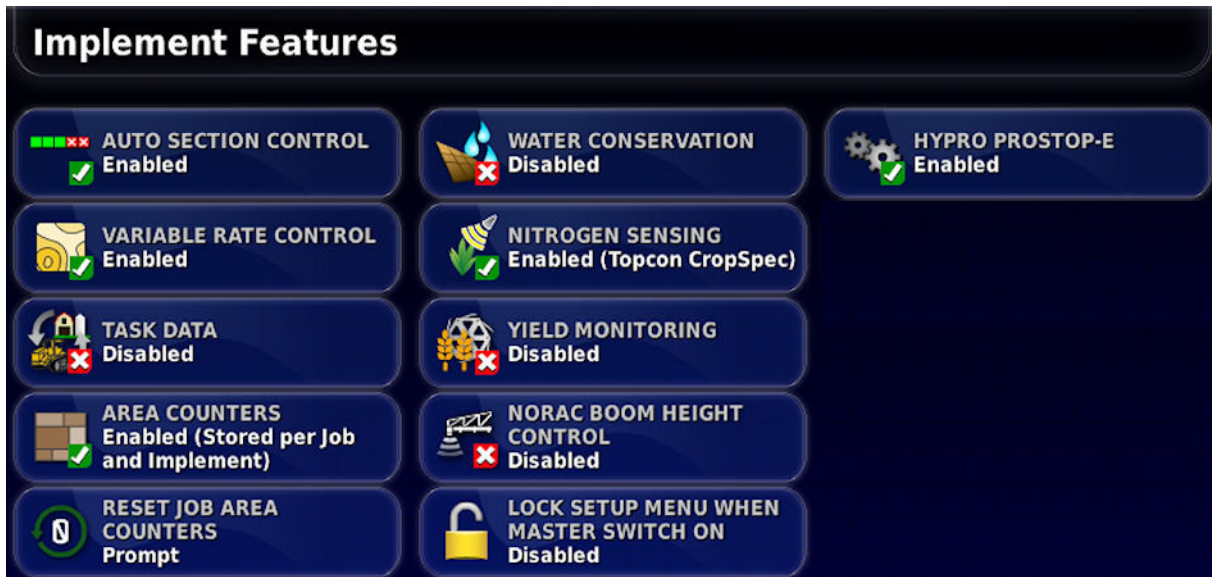 Implement Features
AUTO SECTION CONTROL
Enabled
VARIABLE RATE CONTROL
Enabled
TASK DATA
Disabled
AREA COUNTERS
Enabled (Stored per Job
and Implement)
RESET JOB AREA
COUNTERS
Prompt
WATER CONSERVATION
Disabled
NITROGEN SENSING
Enabled (Topcon CropSpec)
YIELD MONITORING
Disabled
NORAC BOOM HEIGHT
CONTROL
Disabled
LOCK SETUP MENU WHEN
MASTER SWITCH ON
Disabled
HYPRO PROSTOP-E
Enabled
0